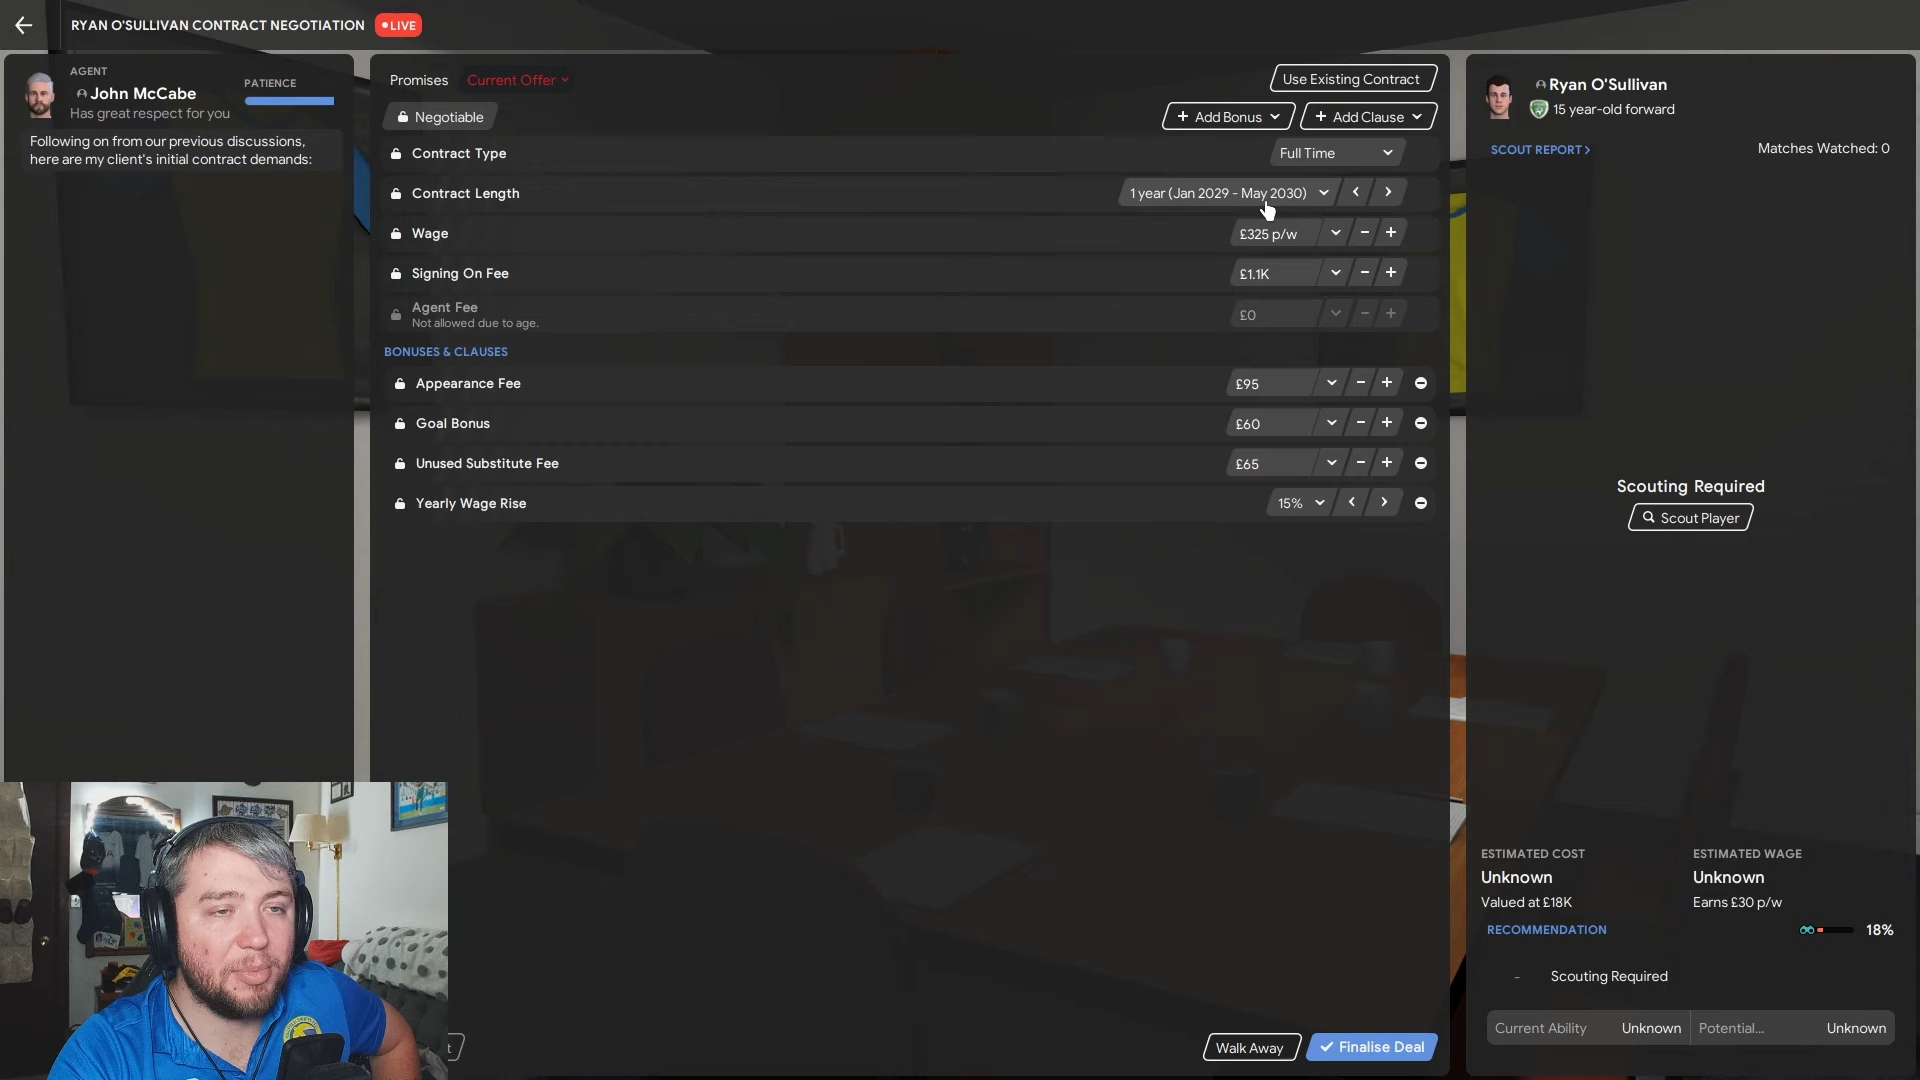 RYAN O'SULLIVAN CONTRACT NEGOTIATION
LIVE
AGENT
John McCabe
Has great respect for you
PATIENCE
Following on from our previous discussions,
here are my client's initial contract demands:
Promises
Current Offer
Use Existing Contract
Negotiable
+ Add Bonus
+ Add Clause
Contract Type
Full Time
Contract Length
1 year (Jan 2029 - May 2030)
Wage
£325 p/w
Signing On Fee
£1.1K
Agent Fee
Not allowed due to age.
£0
BONUSES & CLAUSES
Appearance Fee
£95
Goal Bonus
£60
Unused Substitute Fee
£65
Yearly Wage Rise
15%
Walk Away
Finalise Deal
Ryan O'Sullivan
15 year-old forward
SCOUT REPORT >
Matches Watched: 0
Scouting Required
Scout Player
ESTIMATED COST
Unknown
Valued at £18K
ESTIMATED WAGE
Unknown
Earns £30 p/w
RECOMMENDATION
18%
- Scouting Required
Current Ability
Unknown
Potential...
Unknown